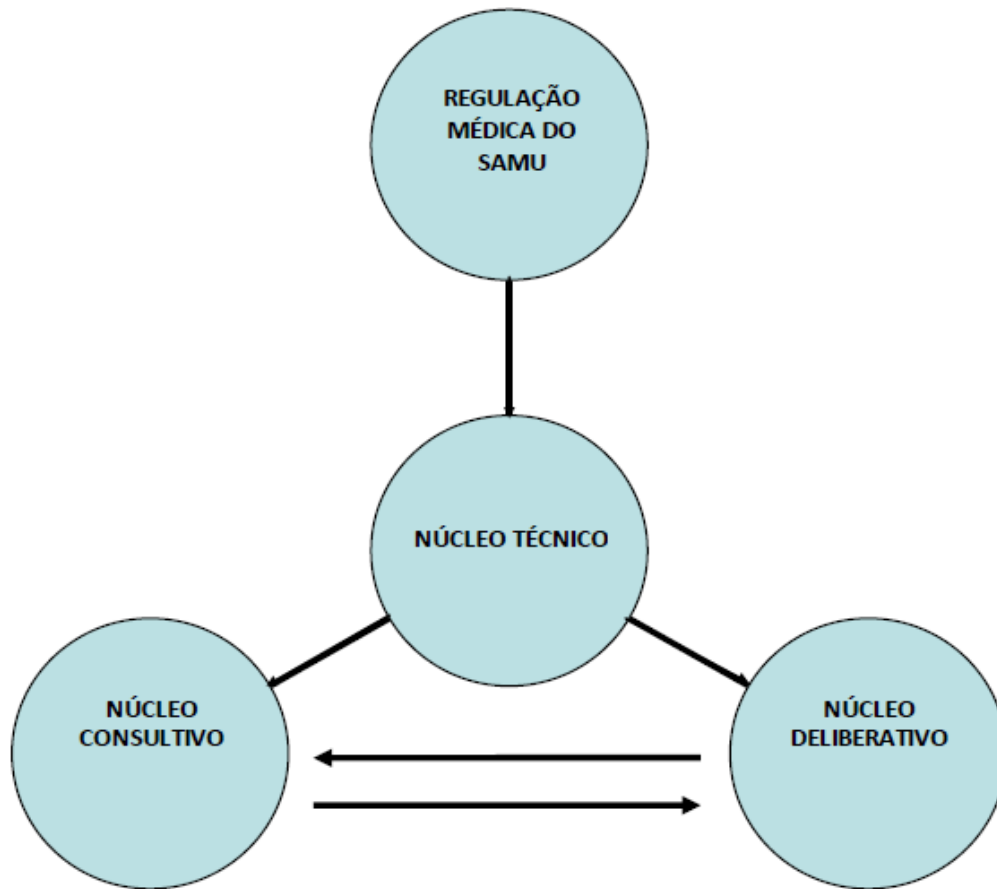 REGULAÇÃO
MÉDICA DO
SAMU
NÚCLEO TÉCNICO
NÚCLEO
CONSULTIVO
NÚCLEO
DELIBERATIVO